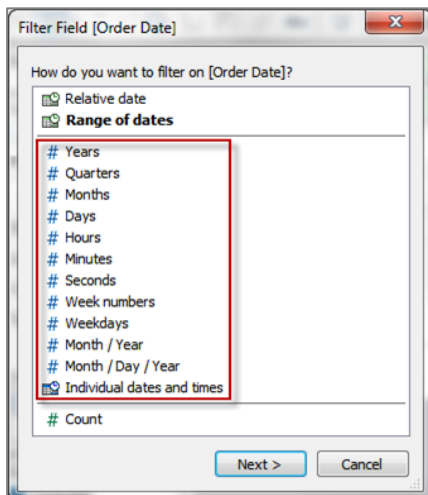 Filter Field [Order Date]
How do you want to filter on [Order Date]?
Relative date
Range of dates
# Years
# Quarters
# Months
# Days
# Hours
# Minutes
# Seconds
# Week numbers
# Weekdays
# Month / Year
# Month / Day / Year
Individual dates and times
# Count
Next > Cancel